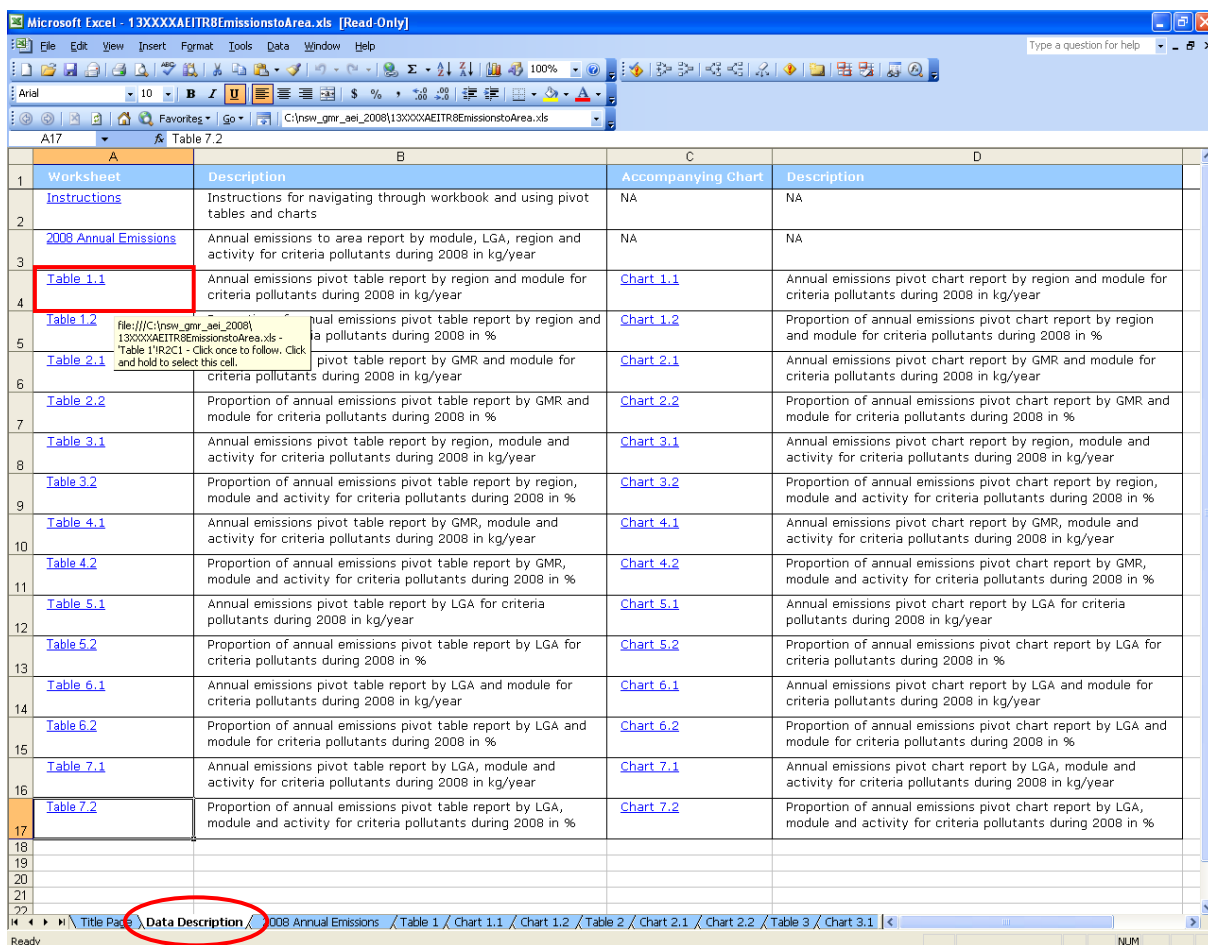 Microsoft Excel - 13XXXXAEITR8EmissionstoArea.xls [Read-Only]
File Edit View Insert Format Tools Data Window Help
Type a question for help
100%
Arial 10 B I U $ % ,
Favorites Go C:\nsw_gmr_aei_2008\13XXXXAEITR8EmissionstoArea.xls
A17 fx Table 7.2
A B C D
1 Worksheet Description Accompanying Chart Description
2 Instructions Instructions for navigating through workbook and using pivot NA NA
tables and charts
3 2008 Annual Emissions Annual emissions to area report by module, LGA, region and NA NA
activity for criteria pollutants during 2008 in kg/year
4 Table 1.1 Annual emissions pivot table report by region and module for Chart 1.1 Annual emissions pivot chart report by region and module for
criteria pollutants during 2008 in kg/year criteria pollutants during 2008 in kg/year
5 Table 1.2 nual emissions pivot table report by region and Chart 1.2 Proportion of annual emissions pivot chart report by region
ia pollutants during 2008 in % and module for criteria pollutants during 2008 in %
file:///C:\nsw_gmr_aei_2008\
13XXXXAEITR8EmissionstoArea.xls -
'Table 1'!R2C1 - Click once to follow. Click
and hold to select this cell.
6 Table 2.1 pivot table report by GMR and module for Chart 2.1 Annual emissions pivot chart report by GMR and module for
criteria pollutants during 2008 in kg/year criteria pollutants during 2008 in kg/year
7 Table 2.2 Proportion of annual emissions pivot table report by GMR and Chart 2.2 Proportion of annual emissions pivot chart report by GMR and
module for criteria pollutants during 2008 in % module for criteria pollutants during 2008 in %
8 Table 3.1 Annual emissions pivot table report by region, module and Chart 3.1 Annual emissions pivot chart report by region, module and
activity for criteria pollutants during 2008 in kg/year activity for criteria pollutants during 2008 in kg/year
9 Table 3.2 Proportion of annual emissions pivot table report by region, Chart 3.2 Proportion of annual emissions pivot chart report by region,
module and activity for criteria pollutants during 2008 in % module and activity for criteria pollutants during 2008 in %
10 Table 4.1 Annual emissions pivot table report by GMR, module and Chart 4.1 Annual emissions pivot chart report by GMR, module and
activity for criteria pollutants during 2008 in kg/year activity for criteria pollutants during 2008 in kg/year
11 Table 4.2 Proportion of annual emissions pivot table report by GMR, Chart 4.2 Proportion of annual emissions pivot chart report by GMR,
module and activity for criteria pollutants during 2008 in % module and activity for criteria pollutants during 2008 in %
12 Table 5.1 Annual emissions pivot table report by LGA for criteria Chart 5.1 Annual emissions pivot chart report by LGA for criteria
pollutants during 2008 in kg/year pollutants during 2008 in kg/year
13 Table 5.2 Proportion of annual emissions pivot table report by LGA for Chart 5.2 Proportion of annual emissions pivot chart report by LGA for
criteria pollutants during 2008 in % criteria pollutants during 2008 in %
14 Table 6.1 Annual emissions pivot table report by LGA and module for Chart 6.1 Annual emissions pivot chart report by LGA and module for
criteria pollutants during 2008 in kg/year criteria pollutants during 2008 in kg/year
15 Table 6.2 Proportion of annual emissions pivot table report by LGA and Chart 6.2 Proportion of annual emissions pivot chart report by LGA and
module for criteria pollutants during 2008 in % module for criteria pollutants during 2008 in %
16 Table 7.1 Annual emissions pivot table report by LGA, module and Chart 7.1 Annual emissions pivot chart report by LGA, module and
activity for criteria pollutants during 2008 in kg/year activity for criteria pollutants during 2008 in kg/year
17 Table 7.2 Proportion of annual emissions pivot table report by LGA, Chart 7.2 Proportion of annual emissions pivot chart report by LGA,
module and activity for criteria pollutants during 2008 in % module and activity for criteria pollutants during 2008 in %
18
19
20
21
22
Title Page Data Description 2008 Annual Emissions Table 1 Chart 1.1 Chart 1.2 Table 2 Chart 2.1 Chart 2.2 Table 3 Chart 3.1
Ready NUM